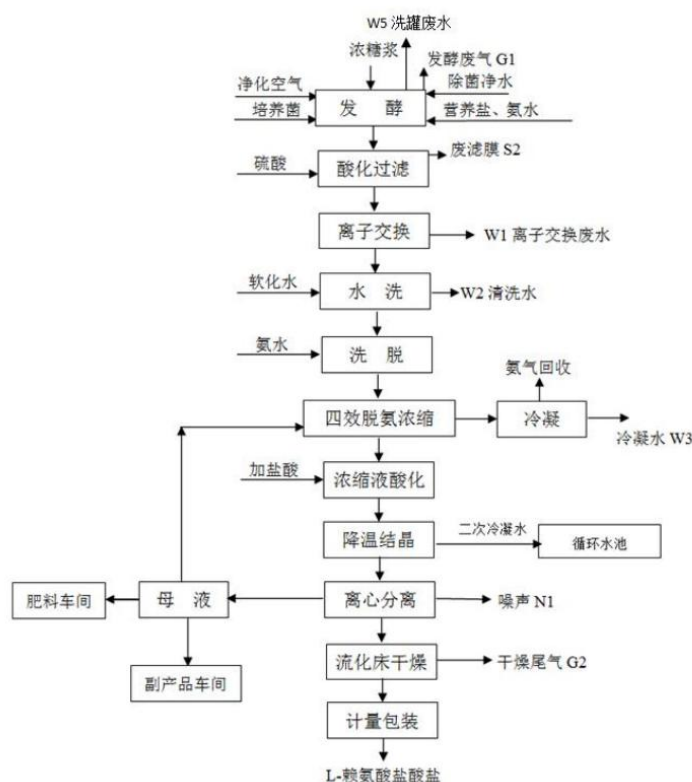 W5 洗罐废水
浓糖浆
发酵废气 G1
净化空气
除菌净水
培养菌
发 酵
营养盐、氨水
硫酸
酸化过滤
废滤膜 S2
离子交换
W1 离子交换废水
软化水
水 洗
W2 清洗水
氨水
洗 脱
氨气回收
四效脱氨浓缩
冷凝
冷凝水 W3
加盐酸
浓缩液酸化
降温结晶
二次冷凝水
循环水池
肥料车间
母 液
离心分离
噪声 N1
副产品车间
流化床干燥
干燥尾气 G2
计量包装
L-赖氨酸盐酸盐